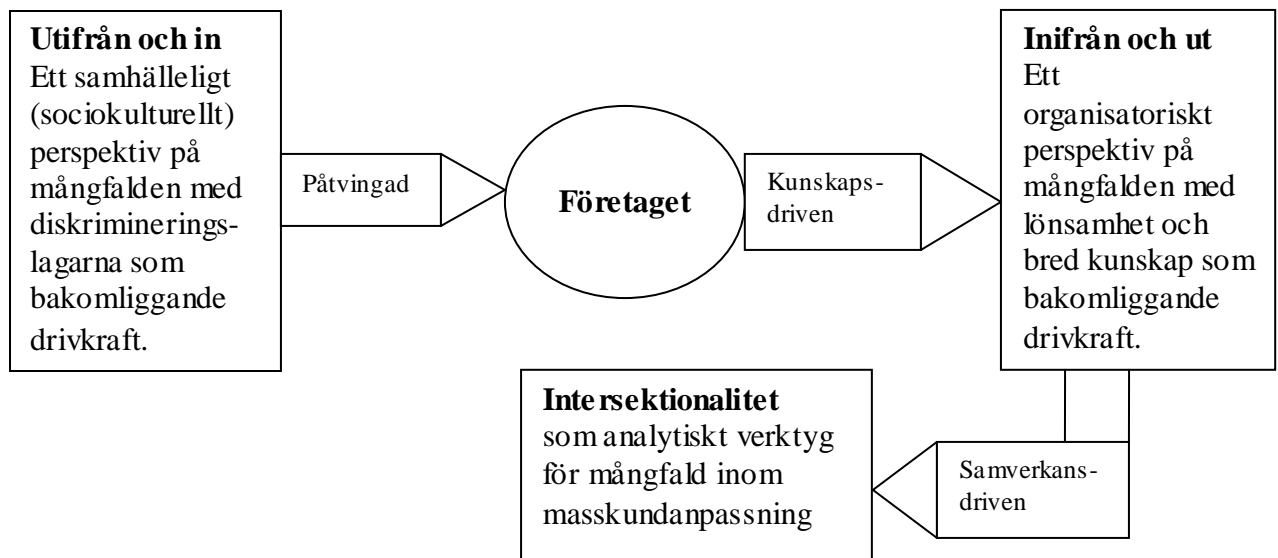 Utifrån och in
Ett samhälleligt
(sociokulturellt)
perspektiv på
mångfalden med
diskriminerings-
lagarna som
bakomliggande
drivkraft.
Påtvingad
Företaget
Kunskaps-
driven
Inifrån och ut
Ett
organisatoriskt
perspektiv på
mångfalden med
lönsamhet och
bred kunskap som
bakomliggande
drivkraft.
Samverkans-
driven
Intersektionalitet
som analytiskt verktyg
för mångfald inom
masskundanpassning